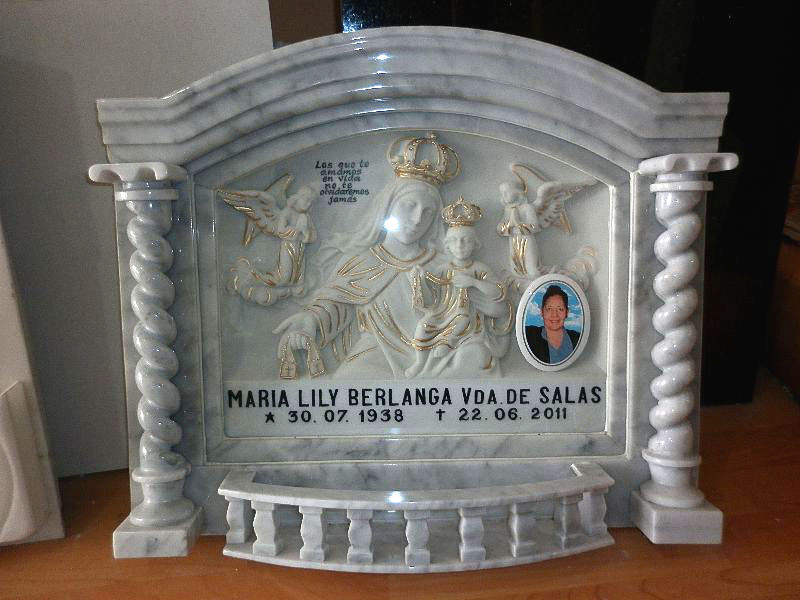 Los que te
amamos
en vida
no te
olvidaremos
jamás
MARIA LILY BERLANGA VDA. DE SALAS
★ 30. 07. 1938 † 22. 06. 2011